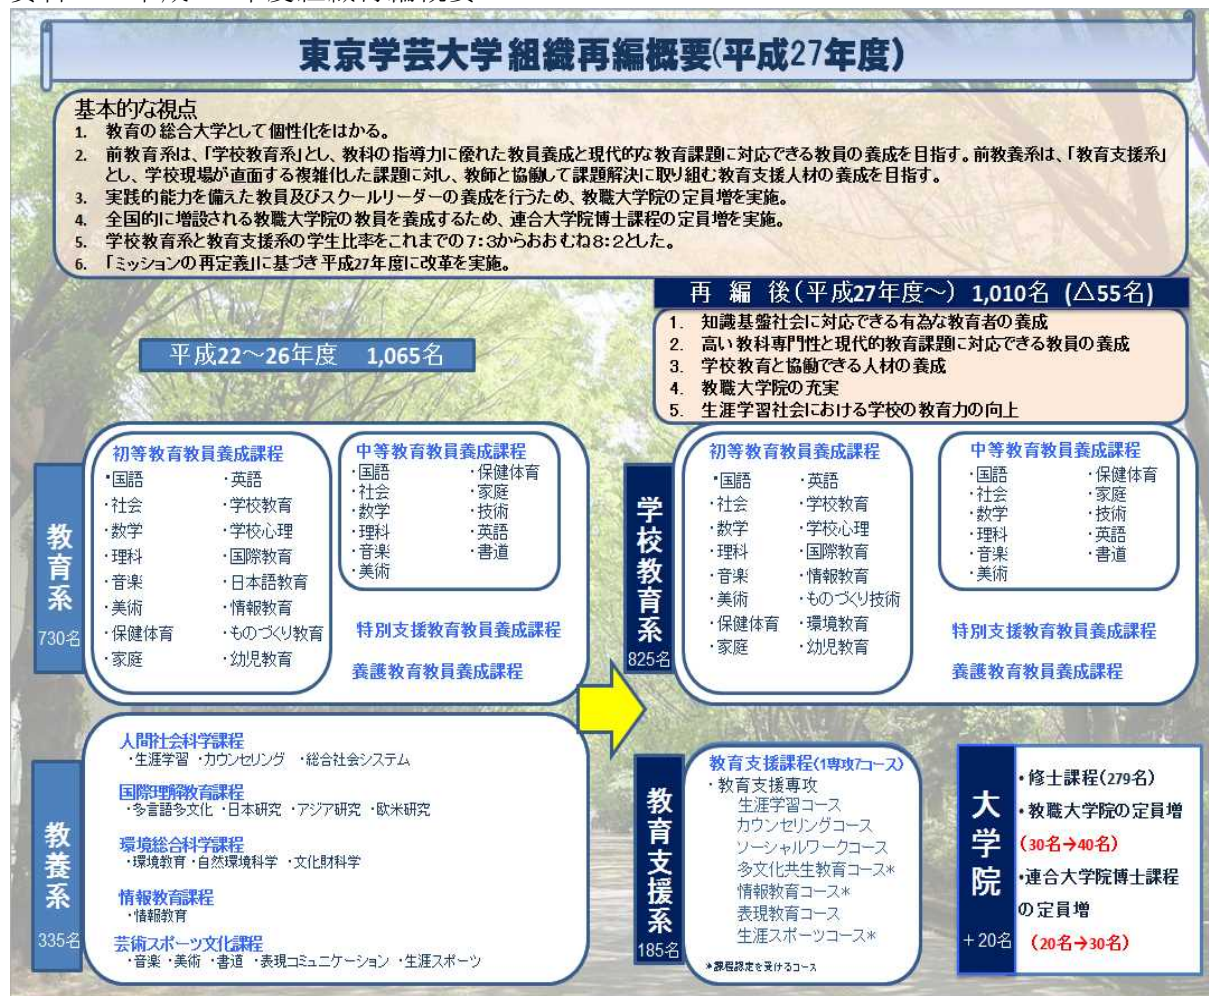 東京学芸大学 組織再編概要(平成27年度)
基本的な視点
1. 教育の総合大学として個性化をはかる。
2. 前教育系は、「学校教育系」とし、教科の指導力に優れた教員養成と現代的な教育課題に対応できる教員の養成を目指す。前教養系は、「教育支援系」
とし、学校現場が直面する複雑化した課題に対し、教師と協働して課題解決に取り組む教育支援人材の養成を目指す。
3. 実践的能力を備えた教員及びスクールリーダーの養成を行うため、教職大学院の定員増を実施。
4. 全国的に増設される教職大学院の教員を養成するため、連合大学院博士課程の定員増を実施。
5. 学校教育系と教育支援系の学生比率をこれまでの7:3からおおむね8:2とした。
6. 「ミッションの再定義」に基づき平成27年度に改革を実施。
平成22~26年度 1,065名
再編後(平成27年度~) 1,010名 (△55名)
1. 知識基盤社会に対応できる有為な教育者の養成
2. 高い教科専門性と現代的教育課題に対応できる教員の養成
3. 学校教育と協働できる人材の養成
4. 教職大学院の充実
5. 生涯学習社会における学校の教育力の向上
教育系
730名
初等教育教員養成課程
・国語 ・英語
・社会 ・学校教育
・数学 ・学校心理
・理科 ・国際教育
・音楽 ・日本語教育
・美術 ・情報教育
・保健体育 ・ものづくり教育
・家庭 ・幼児教育
中等教育教員養成課程
・国語 ・保健体育
・社会 ・家庭
・数学 ・技術
・理科 ・英語
・音楽 ・書道
・美術
特別支援教育教員養成課程
養護教育教員養成課程
教養系
335名
人間社会科学課程
・生涯学習 ・カウンセリング ・総合社会システム
国際理解教育課程
・多言語多文化 ・日本研究 ・アジア研究 ・欧米研究
環境総合科学課程
・環境教育 ・自然環境科学 ・文化財科学
情報教育課程
・情報教育
芸術スポーツ文化課程
・音楽 ・美術 ・書道 ・表現コミュニケーション ・生涯スポーツ
学校教育系
825名
初等教育教員養成課程
・国語 ・英語
・社会 ・学校教育
・数学 ・学校心理
・理科 ・国際教育
・音楽 ・情報教育
・美術 ・ものづくり技術
・保健体育 ・環境教育
・家庭 ・幼児教育
中等教育教員養成課程
・国語 ・保健体育
・社会 ・家庭
・数学 ・技術
・理科 ・英語
・音楽 ・書道
・美術
特別支援教育教員養成課程
養護教育教員養成課程
教育支援系
185名
教育支援課程(1専攻7コース)
・教育支援専攻
生涯学習コース
カウンセリングコース
ソーシャルワークコース
多文化共生教育コース*
情報教育コース*
表現教育コース
生涯スポーツコース*
*課程認定を受けるコース
大学院
+20名
・修士課程(279名)
・教職大学院の定員増
(30名→40名)
・連合大学院博士課程
の定員増
(20名→30名)